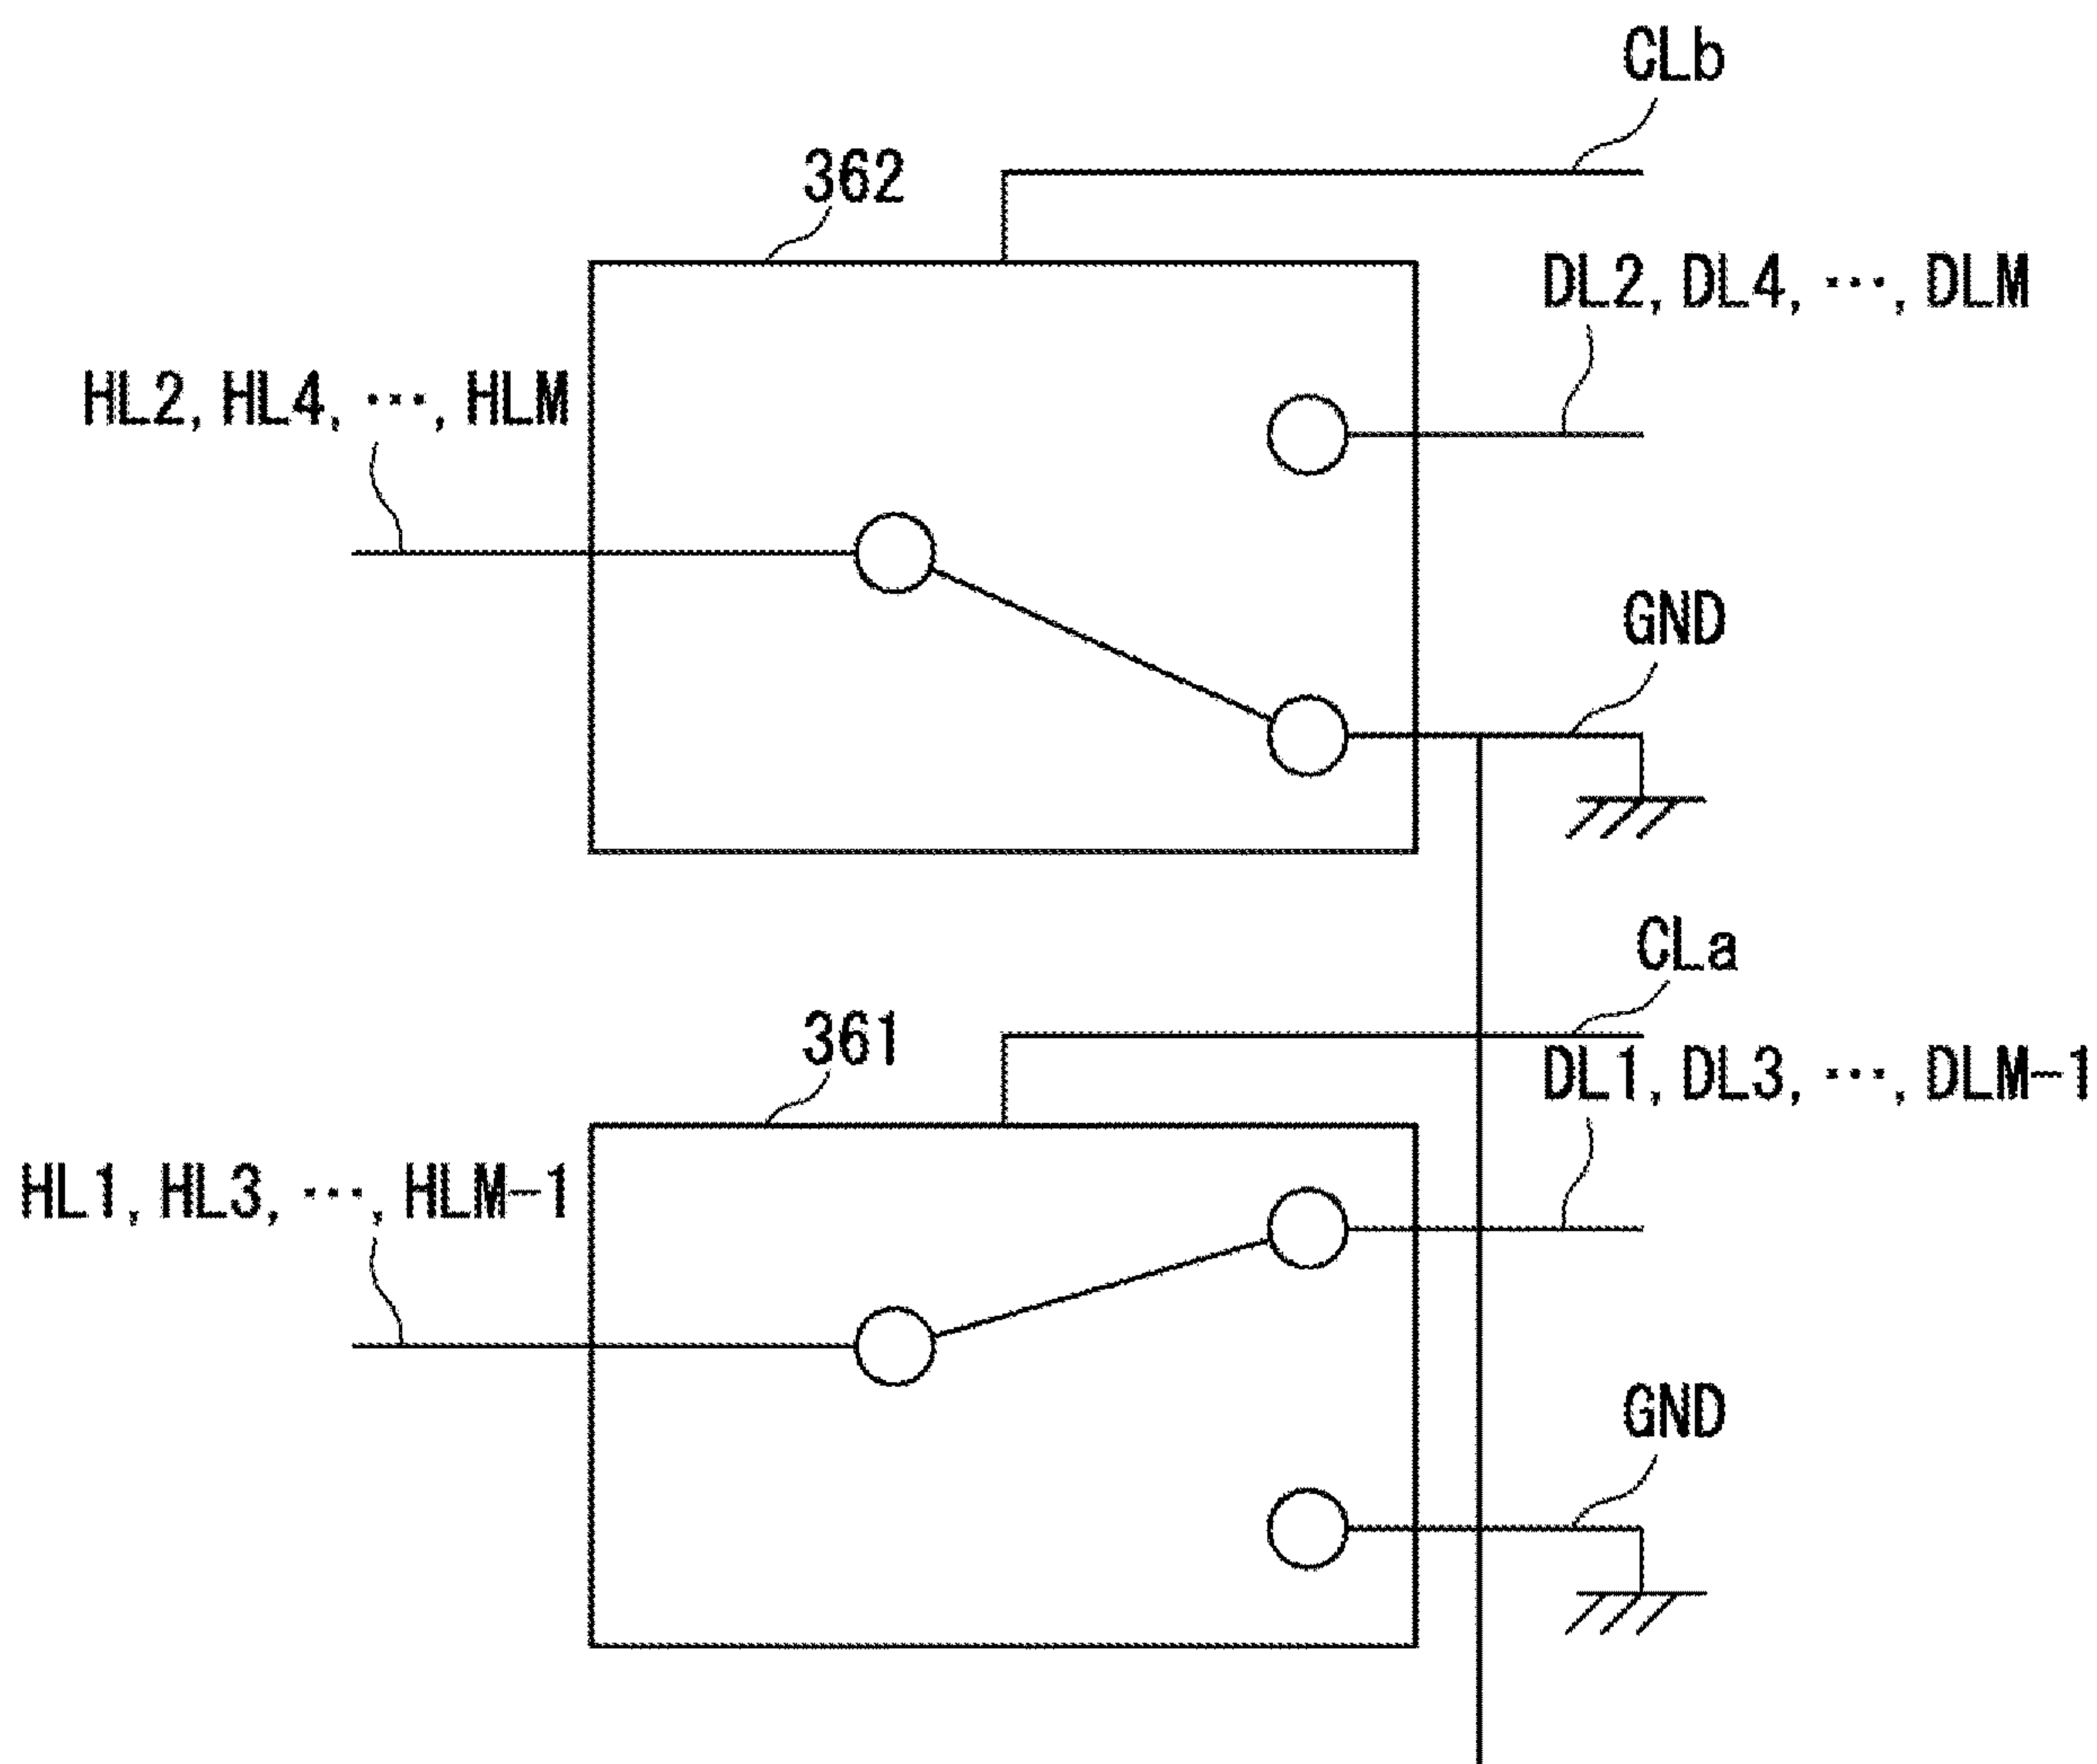 CLb
362
DL2, DL4, ···, DLM
HL2, HL4, ···, HLM
GND
CLa
361
DL1, DL3, ···, DLM-1
HL1, HL3, ···, HLM-1
GND